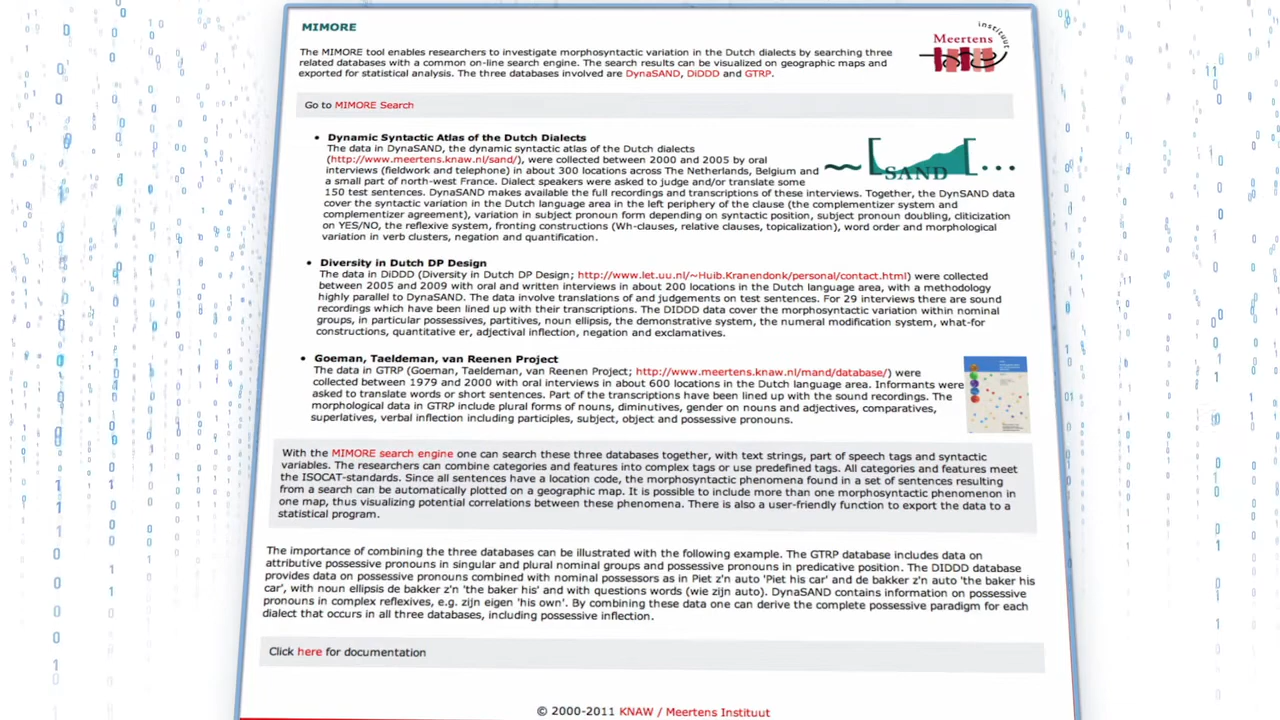 MIMORE
instituut
Meertens
The MIMORE tool enables researchers to investigate morphosyntactic variation in the Dutch dialects by searching three
related databases with a common on-line search engine. The search results can be visualized on geographic maps and
exported for statistical analysis. The three databases involved are DynaSAND, DiDDD and GTRP.
Go to MIMORE Search
• Dynamic Syntactic Atlas of the Dutch Dialects
The data in DynaSAND, the dynamic syntactic atlas of the Dutch dialects
(http://www.meertens.knaw.nl/sand/), were collected between 2000 and 2005 by oral
interviews (fieldwork and telephone) in about 300 locations across The Netherlands, Belgium and
a small part of north-west France. Dialect speakers were asked to judge and/or translate some
150 test sentences. DynaSAND makes available the full recordings and transcriptions of these interviews. Together, the DynSAND data
cover the syntactic variation in the Dutch language area in the left periphery of the clause (the complementizer system and
complementizer agreement), variation in subject pronoun form depending on syntactic position, subject pronoun doubling, cliticization
on YES/NO, the reflexive system, fronting constructions (Wh-clauses, relative clauses, topicalization), word order and morphological
variation in verb clusters, negation and quantification.
~[SAND]...
• Diversity in Dutch DP Design
The data in DiDDD (Diversity in Dutch DP Design; http://www.let.uu.nl/~Huib.Kranendonk/personal/contact.html) were collected
between 2005 and 2009 with oral and written interviews in about 200 locations in the Dutch language area, with a methodology
highly parallel to DynaSAND. The data involve translations of and judgements on test sentences. For 29 interviews there are sound
recordings which have been lined up with their transcriptions. The DIDDD data cover the morphosyntactic variation within nominal
groups, in particular possessives, partitives, noun ellipsis, the demonstrative system, the numeral modification system, what-for
constructions, quantitative er, adjectival inflection, negation and exclamatives.
• Goeman, Taeldeman, van Reenen Project
The data in GTRP (Goeman, Taeldeman, van Reenen Project; http://www.meertens.knaw.nl/mand/database/) were
collected between 1979 and 2000 with oral interviews in about 600 locations in the Dutch language area. Informants were
asked to translate words or short sentences. Part of the transcriptions have been lined up with the sound recordings. The
morphological data in GTRP include plural forms of nouns, diminutives, gender on nouns and adjectives, comparatives,
superlatives, verbal inflection including participles, subject, object and possessive pronouns.
With the MIMORE search engine one can search these three databases together, with text strings, part of speech tags and syntactic
variables. The researchers can combine categories and features into complex tags or use predefined tags. All categories and features meet
the ISOCAT-standards. Since all sentences have a location code, the morphosyntactic phenomena found in a set of sentences resulting
from a search can be automatically plotted on a geographic map. It is possible to include more than one morphosyntactic phenomenon in
one map, thus visualizing potential correlations between these phenomena. There is also a user-friendly function to export the data to a
statistical program.
The importance of combining the three databases can be illustrated with the following example. The GTRP database includes data on
attributive possessive pronouns in singular and plural nominal groups and possessive pronouns in predicative position. The DIDDD database
provides data on possessive pronouns combined with nominal possessors as in Piet z'n auto 'Piet his car' and de bakker z'n auto 'the baker his
car', with noun ellipsis de bakker z'n 'the baker his' and with questions words (wie zijn auto). DynaSAND contains information on possessive
pronouns in complex reflexives, e.g. zijn eigen 'his own'. By combining these data one can derive the complete possessive paradigm for each
dialect that occurs in all three databases, including possessive inflection.
Click here for documentation
© 2000-2011 KNAW / Meertens Instituut